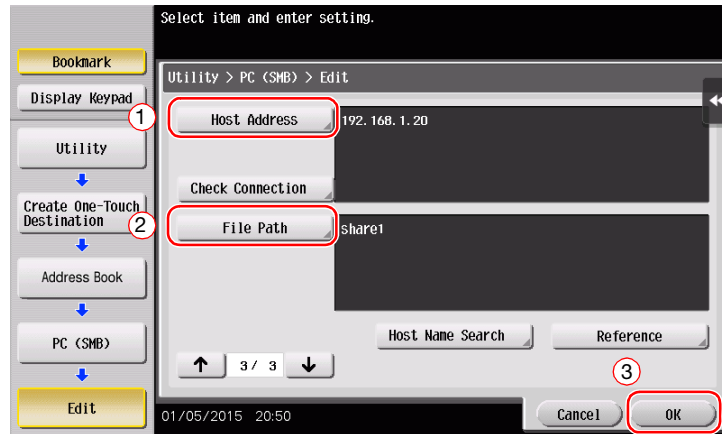 Select item and enter setting.
Bookmark
Display Keypad
1
Utility
Create One-Touch
Destination
2
Address Book
PC (SMB)
Edit
Utility > PC (SMB) > Edit
Host Address
192.168.1.20
Check Connection
File Path
share1
Host Name Search
Reference
3/ 3
3
01/05/2015 20:50
Cancel
OK